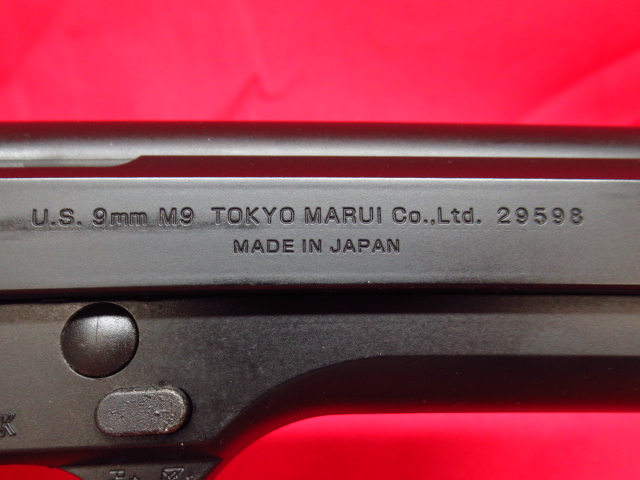 U.S. 9mm M9 TOKYO MARUI Co.,Ltd. 29598
MADE IN JAPAN
K